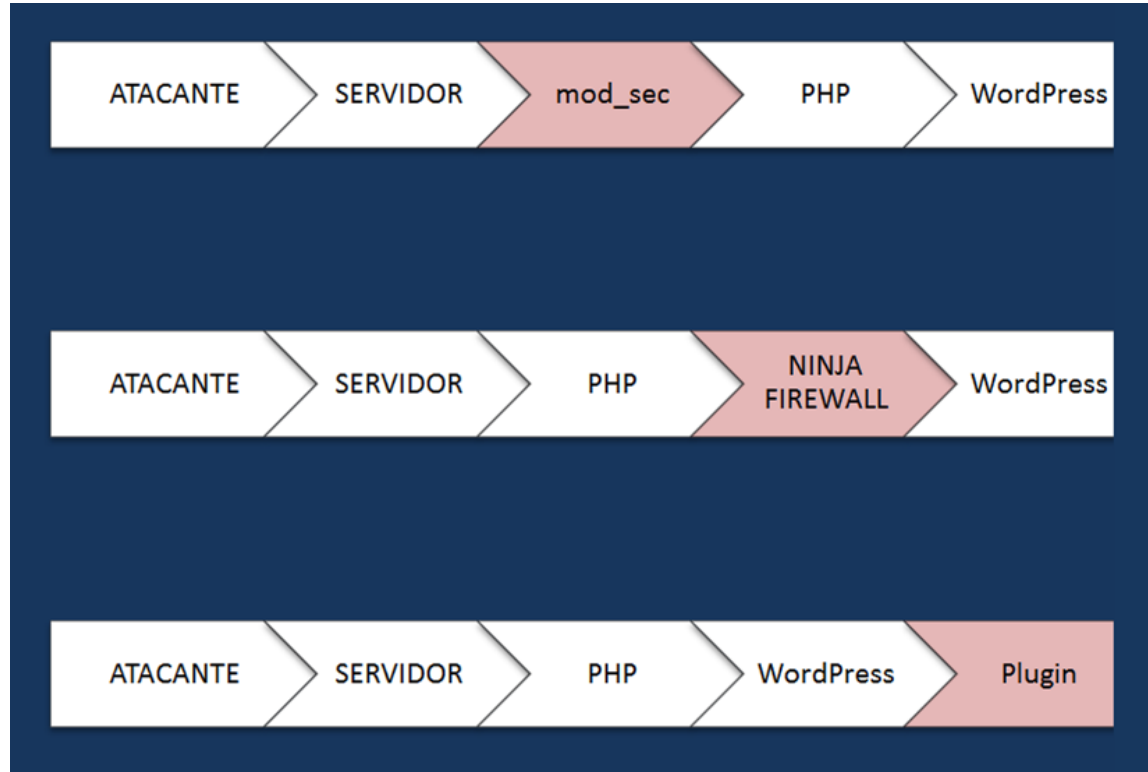 ATACANTE SERVIDOR mod_sec PHP WordPress
ATACANTE SERVIDOR PHP NINJA FIREWALL WordPress
ATACANTE SERVIDOR PHP WordPress Plugin